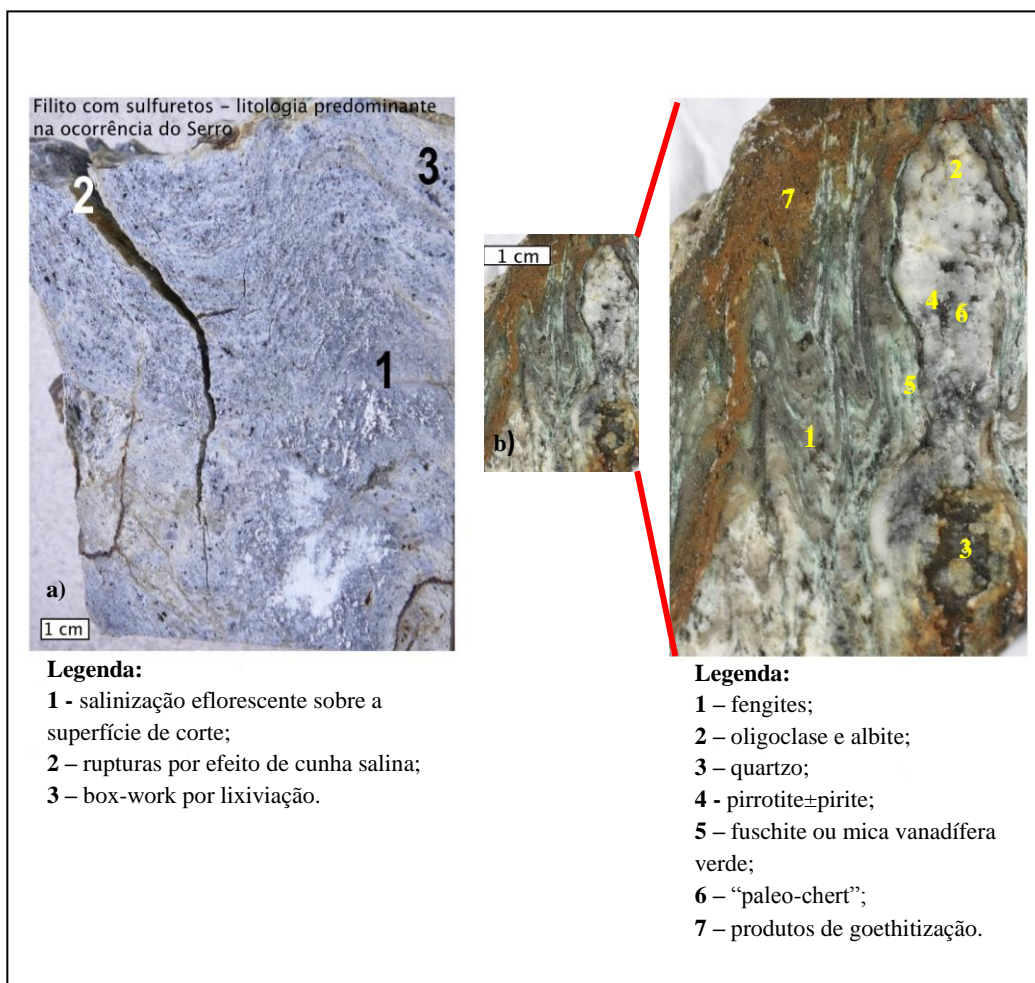 Filito com sulfuretos – litologia predominante
na ocorrência do Serro
3
2
1
a)
1 cm
Legenda:
1 - salinização eflorescente sobre a
superfície de corte;
2 – rupturas por efeito de cunha salina;
3 – box-work por lixiviação.
1 cm
b)
2
7
4
6
5
1
3
Legenda:
1 – fengites;
2 – oligoclase e albite;
3 – quartzo;
4 - pirrotite±pirite;
5 – fuschite ou mica vanadífera
verde;
6 – “paleo-chert”;
7 – produtos de goethitização.